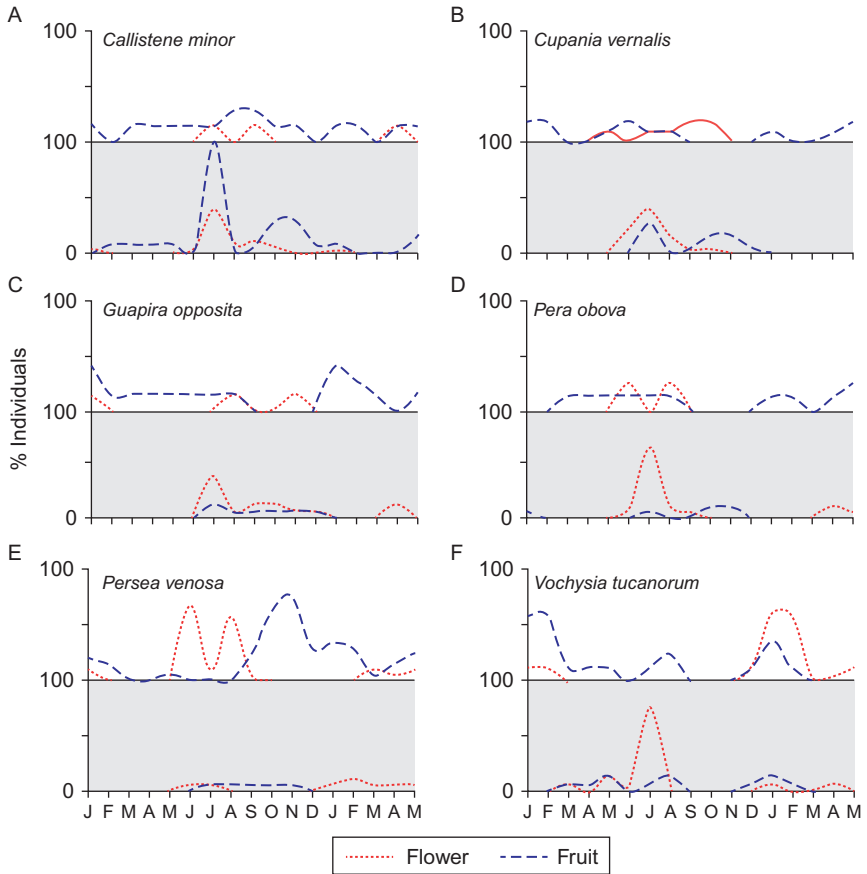 A
B
100
100
Callistene minor
Cupania vernalis
100
100
0
0
J F M A M J J A S O N D J F M A M
J F M A M J J A S O N D J F M A M
C
D
100
100
Guapira opposita
Pera obova
100
100
0
0
J F M A M J J A S O N D J F M A M
J F M A M J J A S O N D J F M A M
% Individuals
E
F
100
100
Persea venosa
Vochysia tucanorum
100
100
0
0
J F M A M J J A S O N D J F M A M
J F M A M J J A S O N D J F M A M
Flower Fruit